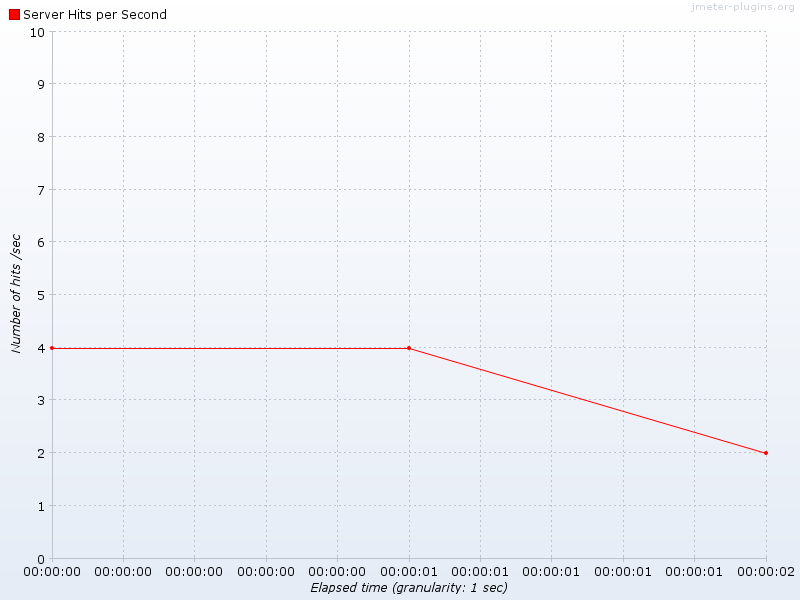 jmeter-plugins.org
Server Hits per Second
10
9
8
7
6
5
4
3
2
1
0
Number of hits /sec
00:00:00 00:00:00 00:00:00 00:00:00 00:00:00 00:00:01 00:00:01 00:00:01 00:00:01 00:00:01 00:00:02
Elapsed time (granularity: 1 sec)